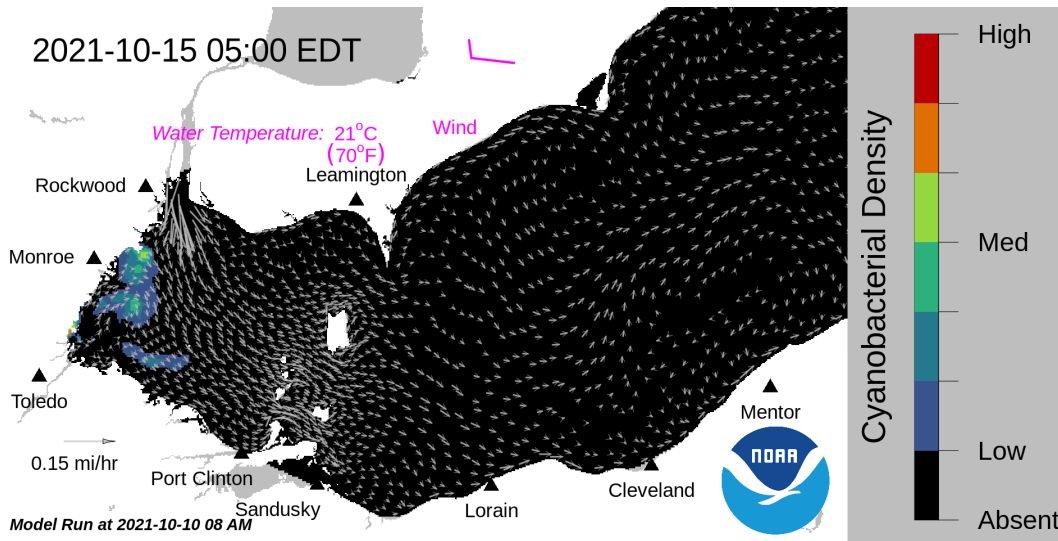 2021-10-15 05:00 EDT
Water Temperature: 21°C
(70°F)
Wind
Leamington
Rockwood
Monroe
Toledo
0.15 mi/hr
Port Clinton
Sandusky
Lorain
Cleveland
Mentor
NOAA
Model Run at 2021-10-10 08 AM
Cyanobacterial Density
High
Med
Low
Absent